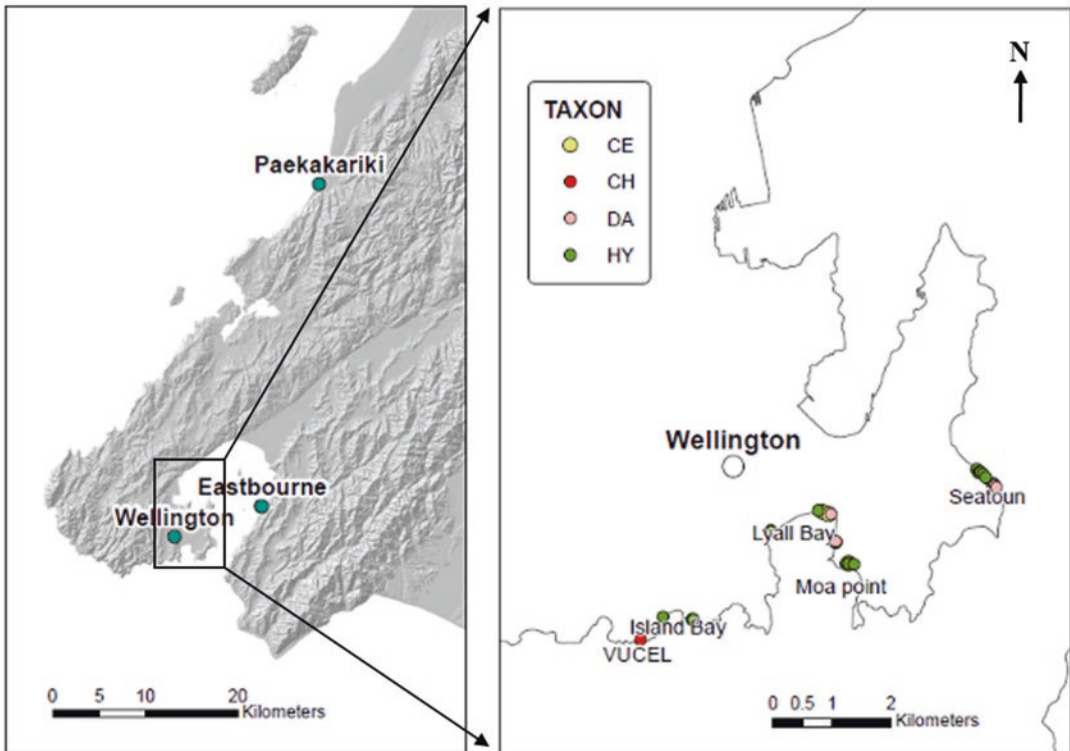 Paekakariki
Eastbourne
Wellington
0 5 10 20
Kilometers
N
TAXON
CE
CH
DA
HY
Wellington
Seatoun
Lyall Bay
Moa point
Island Bay
VUCEL
0 0.5 1 2
Kilometers